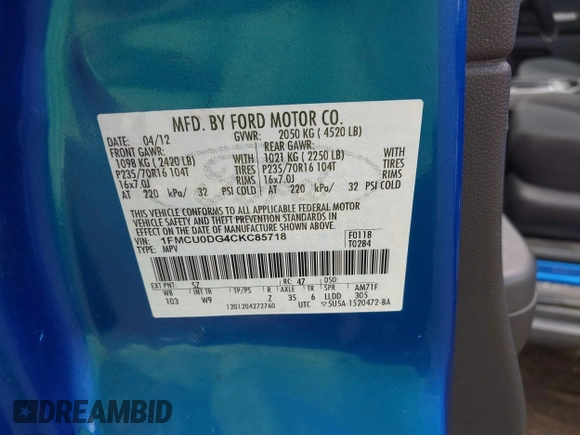 MFD. BY FORD MOTOR CO.
DATE: 04/12 GVWR: 2050 KG ( 4520 LB)
FRONT GAWR: REAR GAWR:
1098 KG ( 2420 LB) WITH 1021 KG ( 2250 LB) WITH
P235/70R16 104T TIRES P235/70R16 104T TIRES
16x7.0J RIMS 16x7.0J RIMS
AT 220 kPa/ 32 PSI COLD AT 220 kPa/ 32 PSI COLD
THIS VEHICLE CONFORMS TO ALL APPLICABLE FEDERAL MOTOR
VEHICLE SAFETY AND THEFT PREVENTION STANDARDS IN
EFFECT ON THE DATE OF MANUFACTURE SHOWN ABOVE.
VIN: 1FMCU0DG4CKC85718 F0118
TYPE: MPV T0284
EXT PNT: SZ RC: 47 DSO:
WB INT TR TP/PS R AXLE TR SPR AM71F
103 W9 Z 35 6 LLDD 305
1201204272760 UTC 5U5A-1520472-BA
DREAMBID